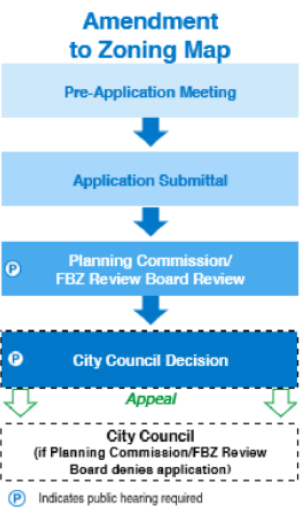 Amendment
to Zoning Map
Pre-Application Meeting
Application Submittal
P
Planning Commission/
FBZ Review Board Review
P
City Council Decision
Appeal
City Council
(if Planning Commission/FBZ Review
Board denies application)
P Indicates public hearing required